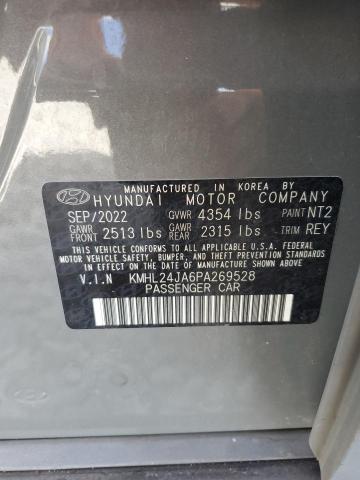 MANUFACTURED IN KOREA BY
HYUNDAI MOTOR COMPANY
SEP/2022 GVWR 4354 lbs PAINT NT2
GAWR FRONT 2513 lbs GAWR REAR 2315 lbs TRIM REY
THIS VEHICLE CONFORMS TO ALL APPLICABLE U.S.A. FEDERAL
MOTOR VEHICLE SAFETY, BUMPER, AND THEFT PREVENTION STANDARDS
IN EFFECT ON THE DATE OF MANUFACTURE SHOWN ABOVE.
V.I.N KMHL24JA6PA269528
PASSENGER CAR